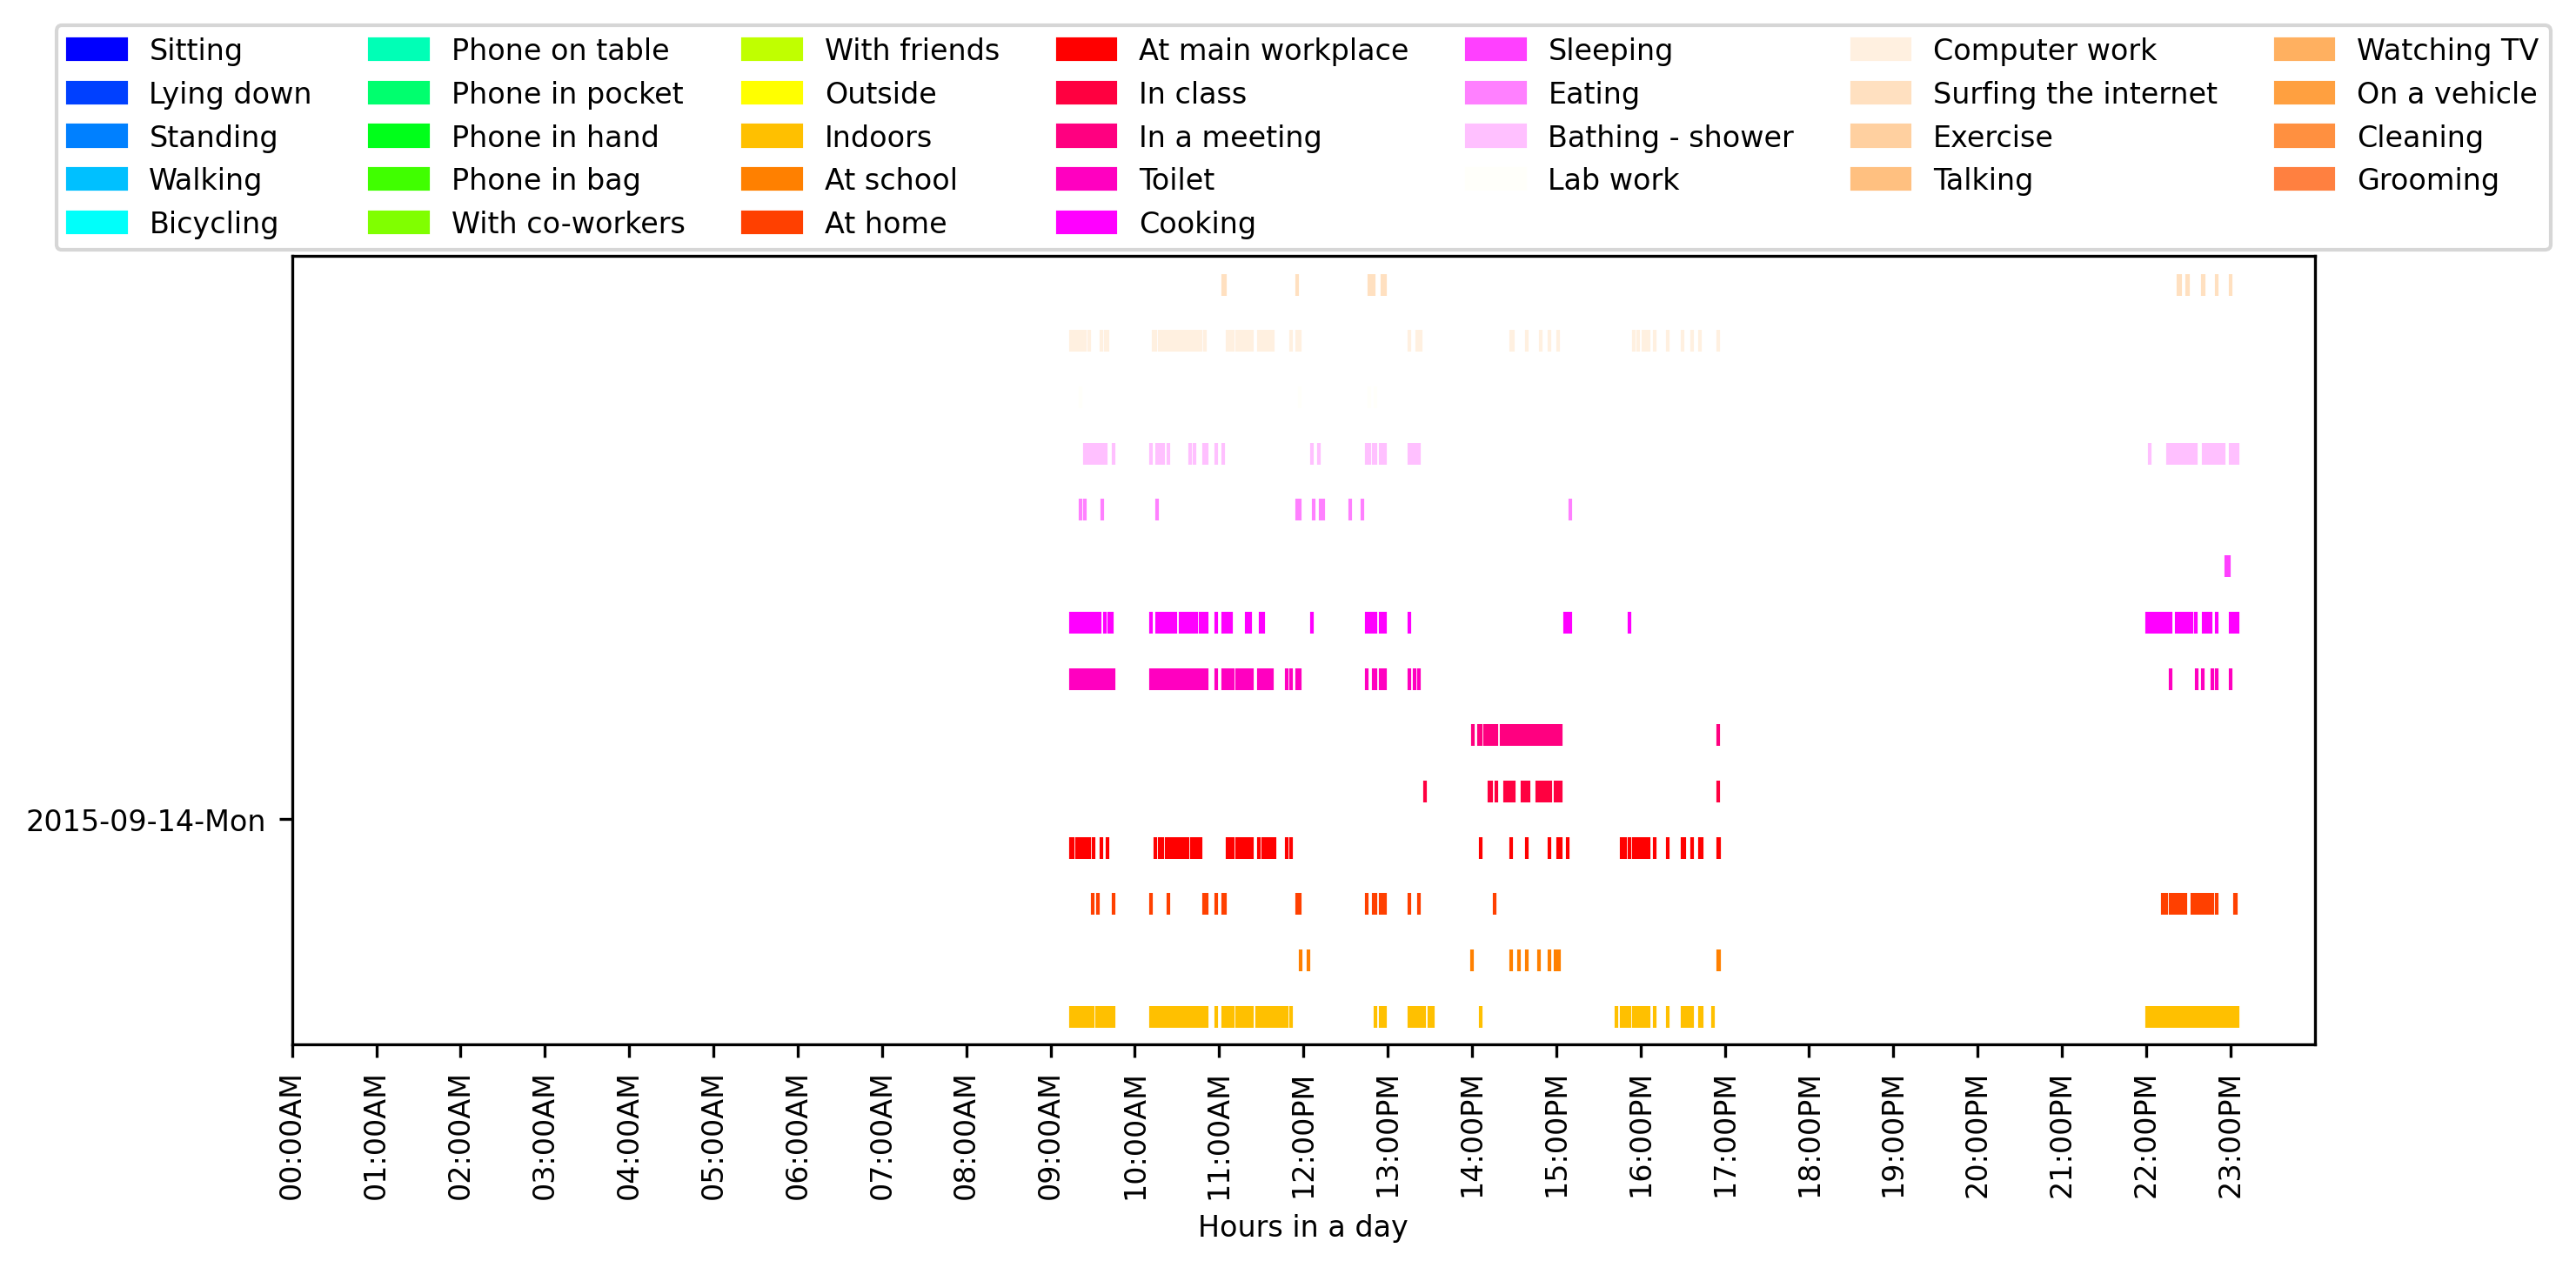 Sitting
Lying down
Standing
Walking
Bicycling
Phone on table
Phone in pocket
Phone in hand
Phone in bag
With co-workers
With friends
Outside
Indoors
At school
At home
At main workplace
In class
In a meeting
Toilet
Cooking
Sleeping
Eating
Bathing - shower
Lab work
Computer work
Surfing the internet
Exercise
Talking
Watching TV
On a vehicle
Cleaning
Grooming
2015-09-14-Mon
00:00AM
01:00AM
02:00AM
03:00AM
04:00AM
05:00AM
06:00AM
07:00AM
08:00AM
09:00AM
10:00AM
11:00AM
12:00PM
13:00PM
14:00PM
15:00PM
16:00PM
17:00PM
18:00PM
19:00PM
20:00PM
21:00PM
22:00PM
23:00PM
Hours in a day